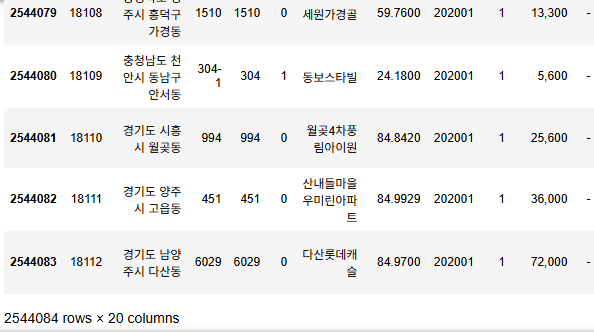 2544079 18108 주시 흥덕구 가경동 1510 1510 0 세원가경골 59.7600 202001 1 13,300 -
2544080 18109 충청남도 천안시 동남구 안서동 304-1 304 1 동보스타빌 24.1800 202001 1 5,600 -
2544081 18110 경기도 시흥시 월곶동 994 994 0 월곶4차풍림아이원 84.8420 202001 1 25,600 -
2544082 18111 경기도 양주시 고읍동 451 451 0 산내들마을우미린아파트 84.9929 202001 1 36,000 -
2544083 18112 경기도 남양주시 다산동 6029 6029 0 다산롯데캐슬 84.9700 202001 1 72,000 -
2544084 rows × 20 columns